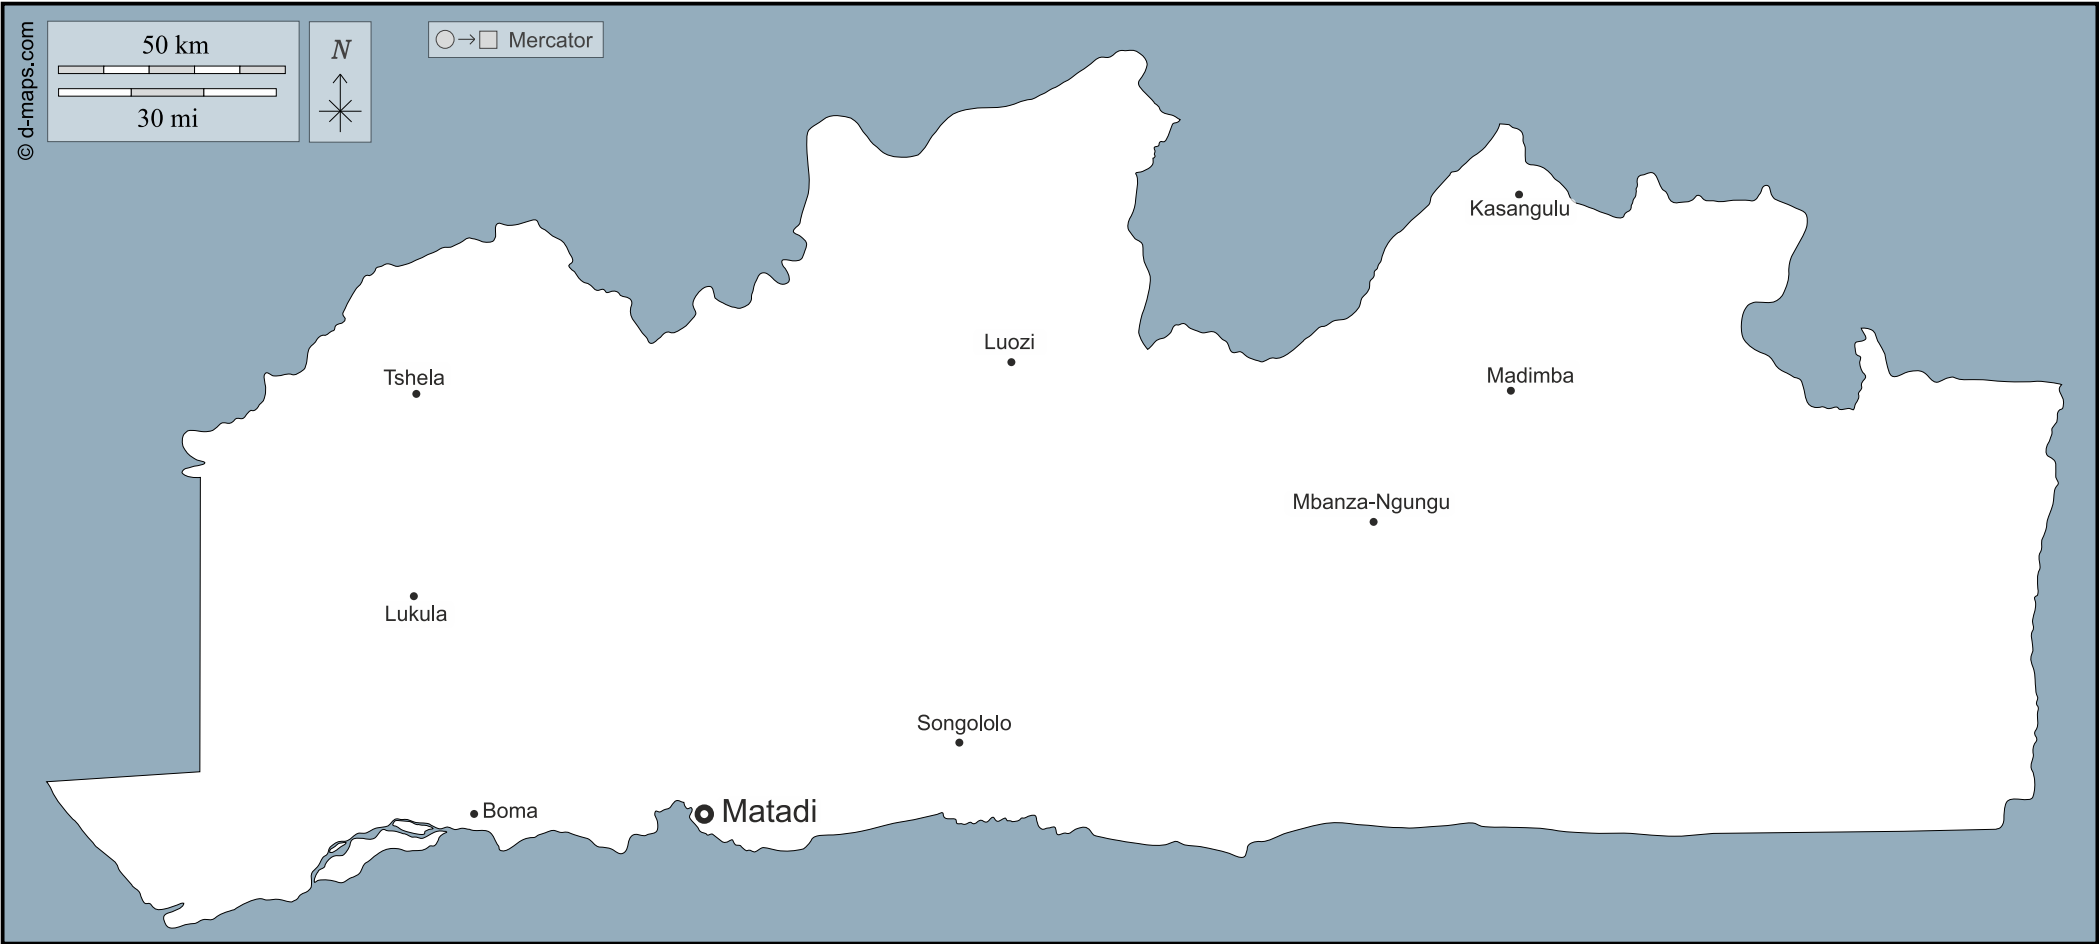 © d-maps.com
50 km
30 mi
N
Mercator
Kasangulu
Luozi
Tshela
Madimba
Mbanza-Ngungu
Lukula
Songololo
Boma
Matadi